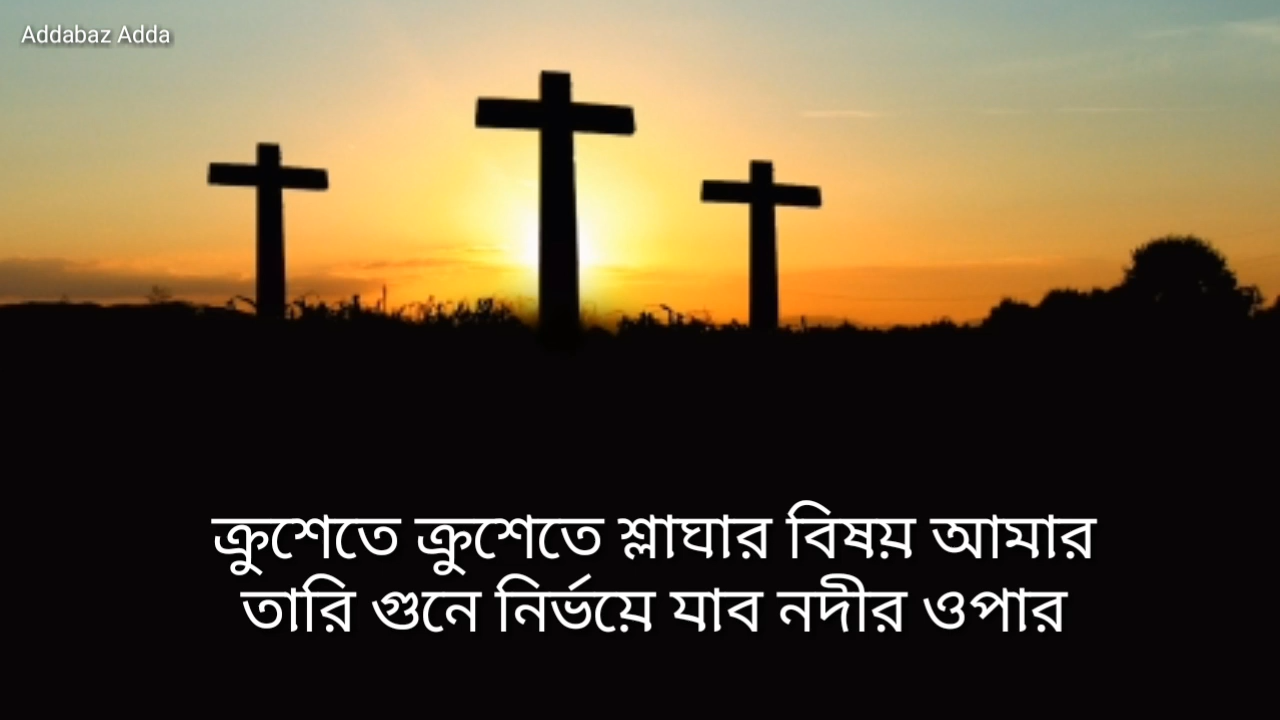 Addabaz Adda
ক্রুশেতে ক্রুশেতে শ্লাঘার বিষয় আমার
তারি গুনে নির্ভয়ে যাব নদীর ওপার